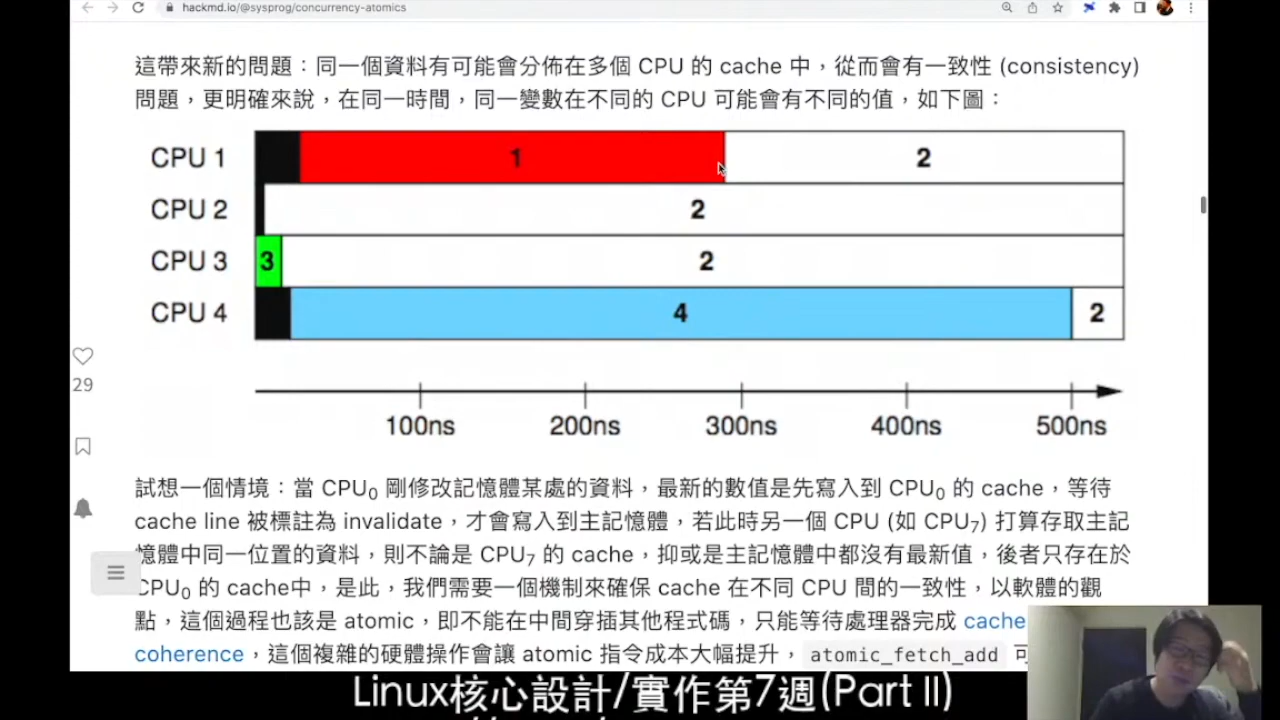 hackmd.io/@sysprog/concurrency-atomics
這帶來新的問題：同一個資料有可能會分佈在多個 CPU 的 cache 中，從而會有一致性 (consistency)
問題，更明確來說，在同一時間，同一變數在不同的 CPU 可能會有不同的值，如下圖：
CPU 1 1 2
CPU 2 2
CPU 3 3 2
CPU 4 4 2
100ns 200ns 300ns 400ns 500ns
29
試想一個情境：當 CPU0 剛修改記憶體某處的資料，最新的數值是先寫入到 CPU0 的 cache，等待
cache line 被標註為 invalidate，才會寫入到主記憶體，若此時另一個 CPU (如 CPU7) 打算存取主記
憶體中同一位置的資料，則不論是 CPU7 的 cache，抑或是主記憶體中都沒有最新值，後者只存在於
CPU0 的 cache中，是此，我們需要一個機制來確保 cache 在不同 CPU 間的一致性，以軟體的觀
點，這個過程也該是 atomic，即不能在中間穿插其他程式碼，只能等待處理器完成 cache
coherence，這個複雜的硬體操作會讓 atomic 指令成本大幅提升， atomic_fetch_add 可
Linux核心設計/實作第7週(Part II)